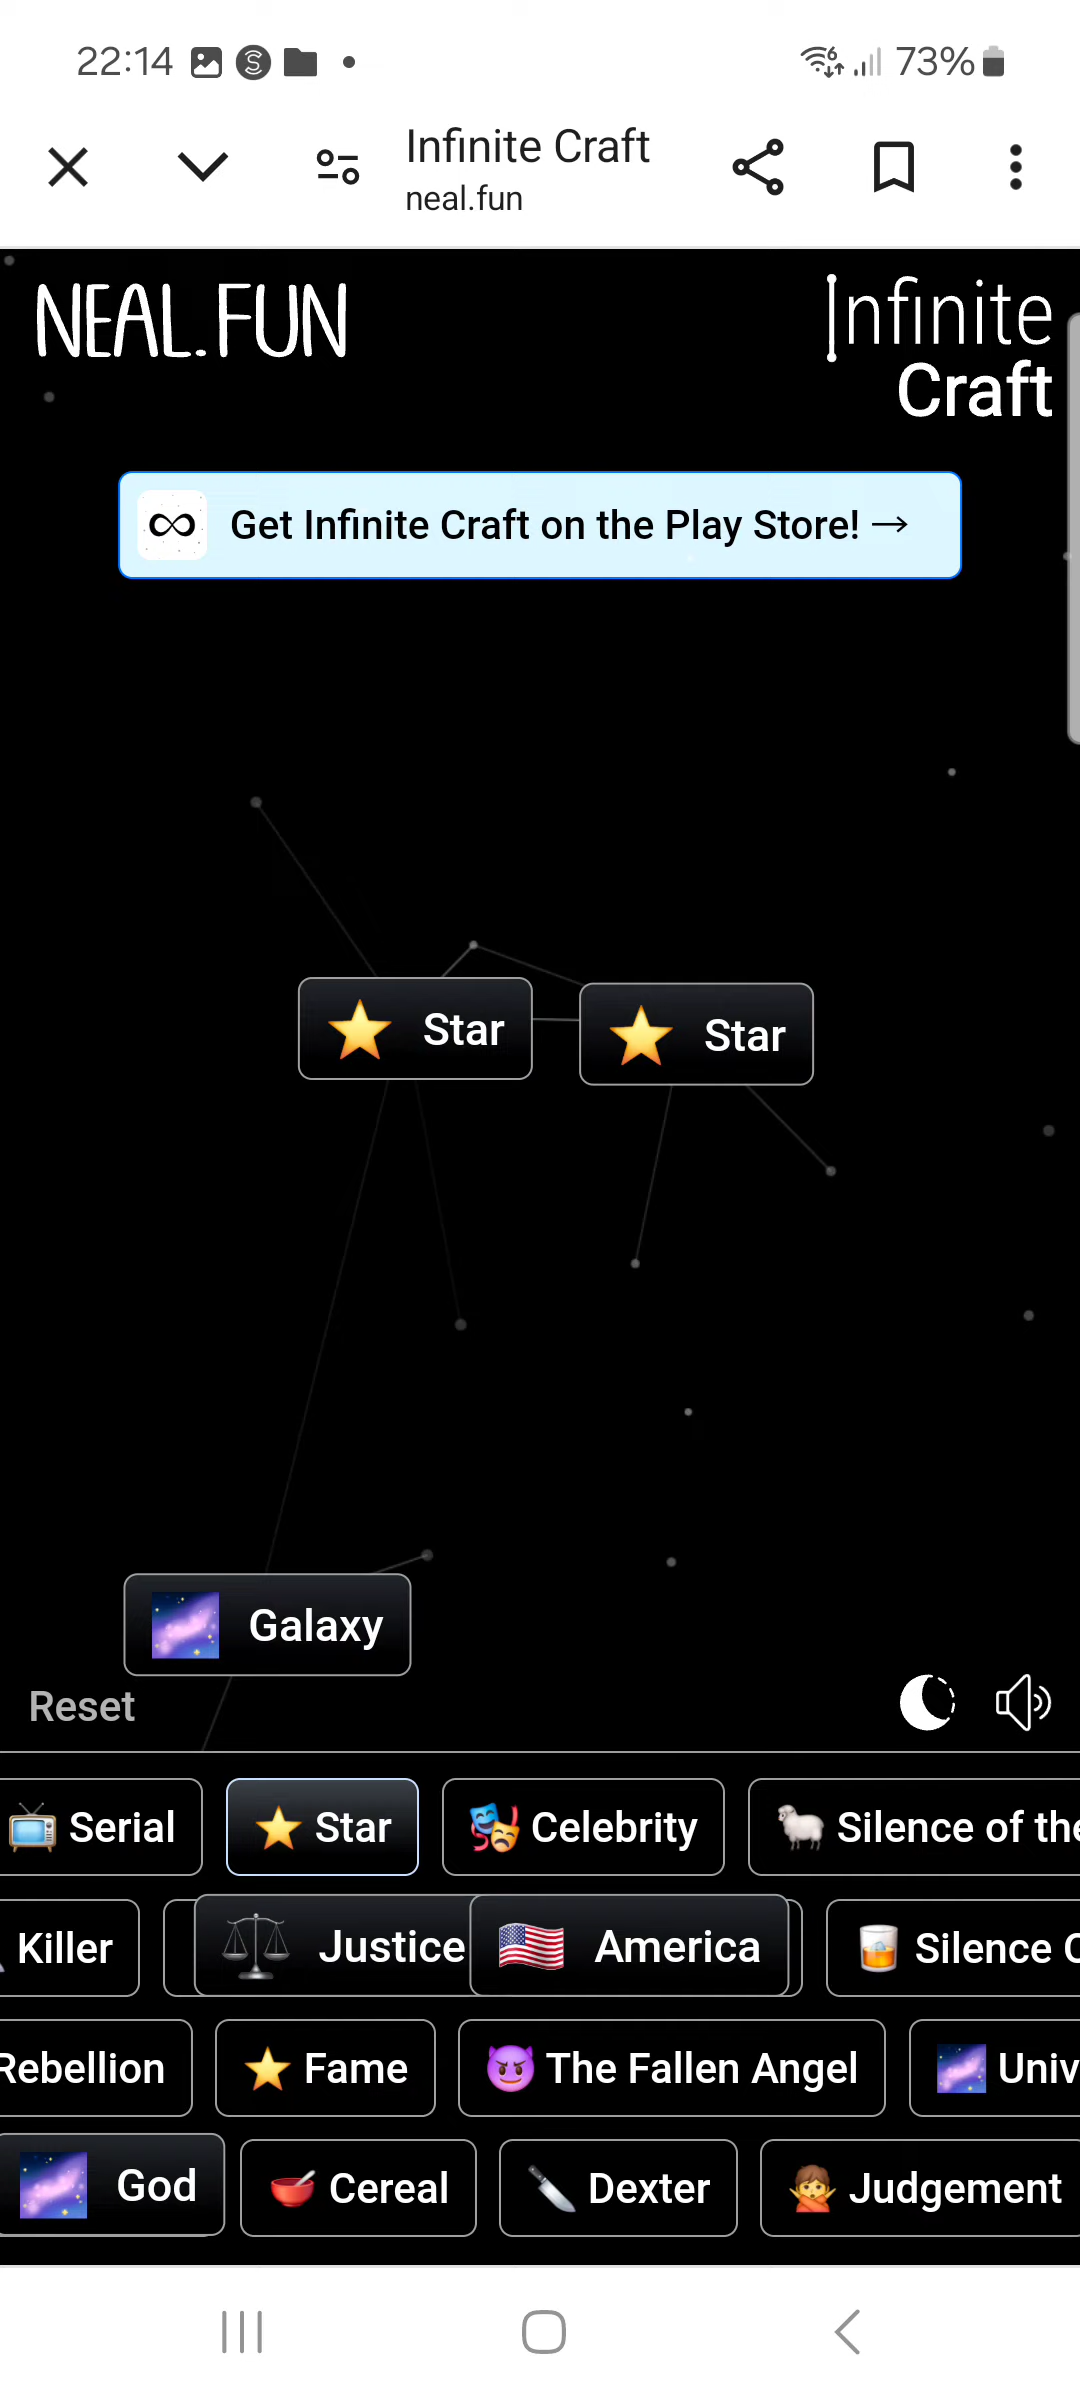 22:14
73%
Infinite Craft
neal.fun
NEAL.FUN
Infinite
Craft
Get Infinite Craft on the Play Store! →
Star
Star
Galaxy
Reset
Serial
Star
Celebrity
Silence of the
Killer
Justice
America
Silence
Rebellion
Fame
The Fallen Angel
Univ
God
Cereal
Dexter
Judgement